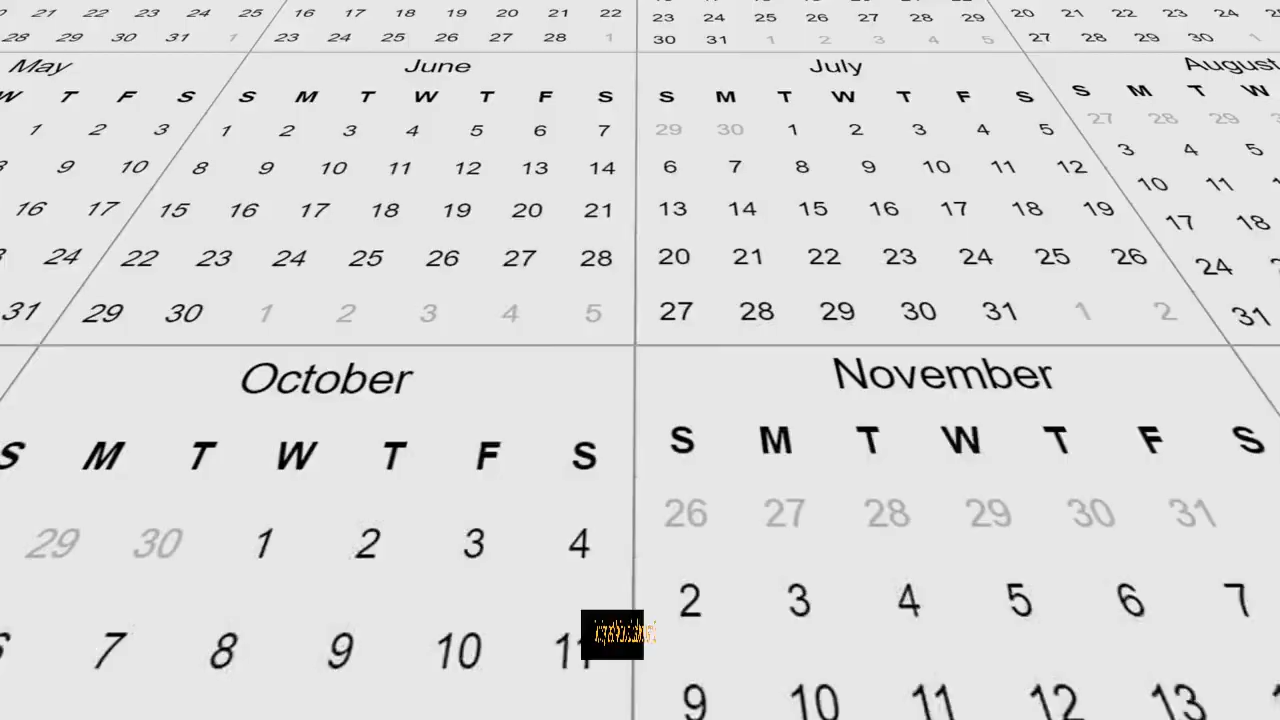 20 21 22 23 24 25 16 17 18 19 20 21 22
23 24 25 26 27 28 29 20 21 22 23 24
28 29 30 31 1 23 24 25 26 27 28 1
30 31 1 2 3 4 5 27 28 29 30 1
May June July August
W T F S S M T W T F S S M T W T F S S M T W
1 2 3 1 2 3 4 5 6 7 29 30 1 2 3 4 5 27 28 29
9 10 8 9 10 11 12 13 14 6 7 8 9 10 11 12 3 4 5
16 17 15 16 17 18 19 20 21 13 14 15 16 17 18 19 10 11
24 22 23 24 25 26 27 28 20 21 22 23 24 25 26 17 18
31 29 30 1 2 3 4 5 27 28 29 30 31 1 2 24
31
October November
S M T W T F S S M T W T F S
29 30 1 2 3 4 26 27 28 29 30 31
7 8 9 10 11 2 3 4 5 6 7
9 10 11 12 13